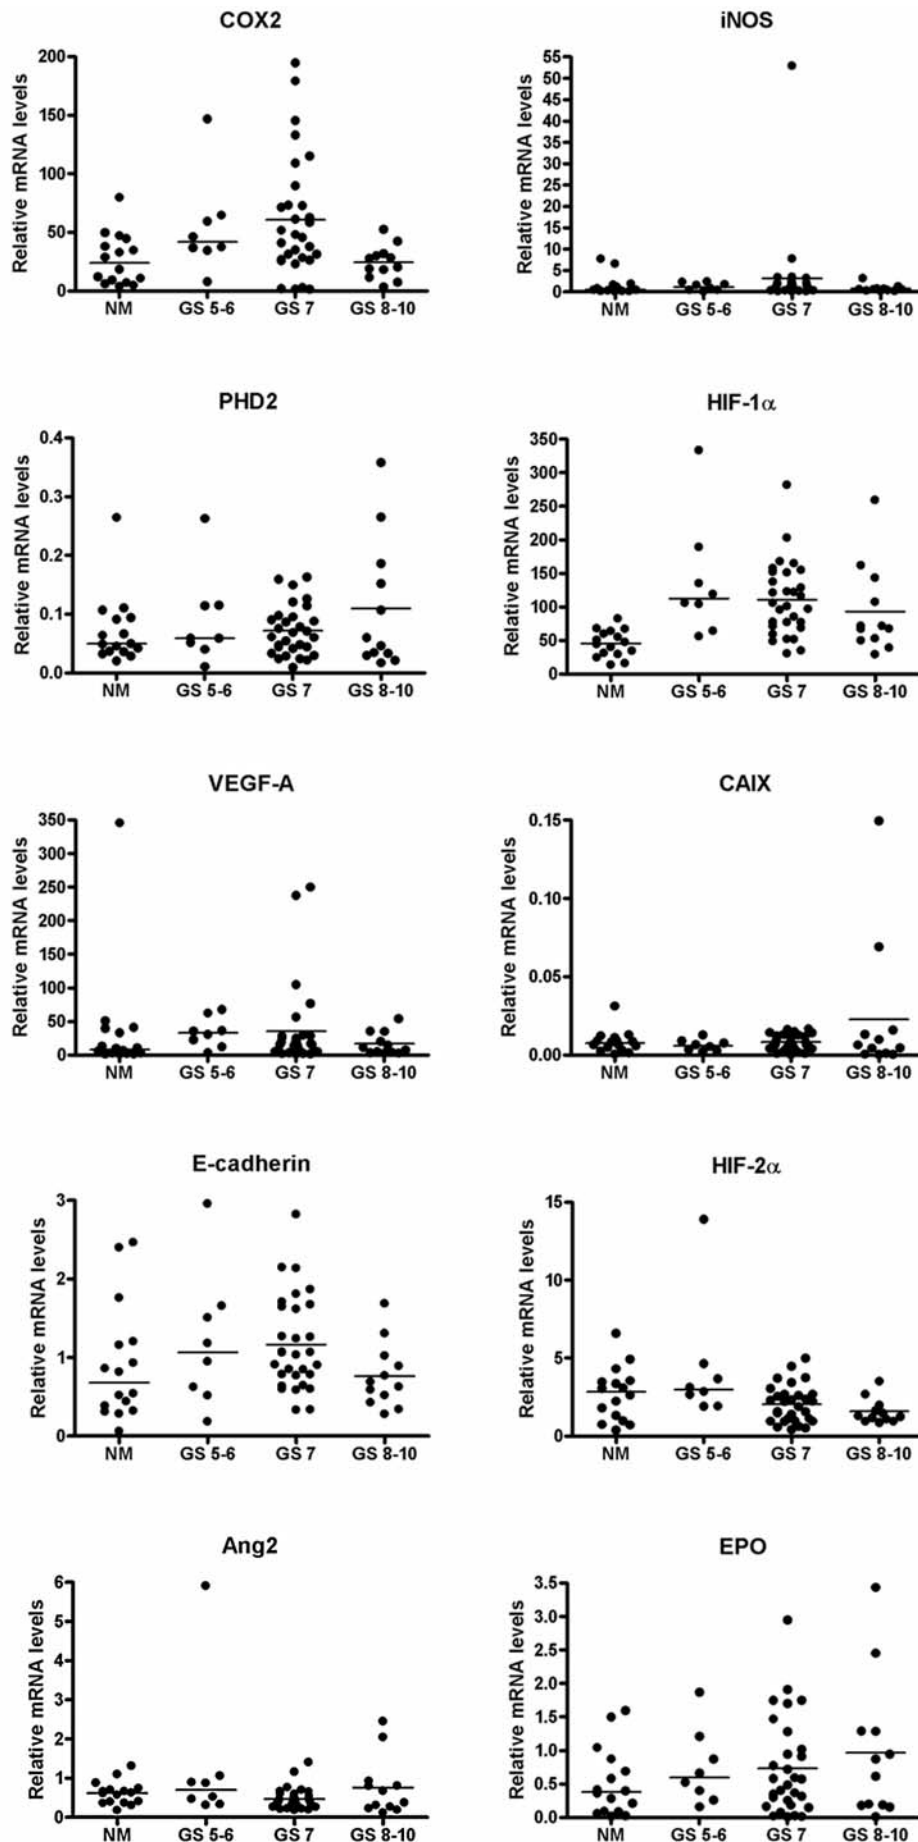 COX2
Relative mRNA levels
200
150
100
50
0
NM GS 5-6 GS 7 GS 8-10
iNOS
Relative mRNA levels
55
50
45
40
35
30
25
20
15
10
5
0
NM GS 5-6 GS 7 GS 8-10
PHD2
Relative mRNA levels
0.4
0.3
0.2
0.1
0.0
NM GS 5-6 GS 7 GS 8-10
HIF-1α
Relative mRNA levels
350
300
250
200
150
100
50
0
NM GS 5-6 GS 7 GS 8-10
VEGF-A
Relative mRNA levels
350
300
250
200
150
100
50
0
NM GS 5-6 GS 7 GS 8-10
CAIX
Relative mRNA levels
0.15
0.10
0.05
0.00
NM GS 5-6 GS 7 GS 8-10
E-cadherin
Relative mRNA levels
3
2
1
0
NM GS 5-6 GS 7 GS 8-10
HIF-2α
Relative mRNA levels
15
10
5
0
NM GS 5-6 GS 7 GS 8-10
Ang2
Relative mRNA levels
6
5
4
3
2
1
0
NM GS 5-6 GS 7 GS 8-10
EPO
Relative mRNA levels
3.5
3.0
2.5
2.0
1.5
1.0
0.5
0.0
NM GS 5-6 GS 7 GS 8-10